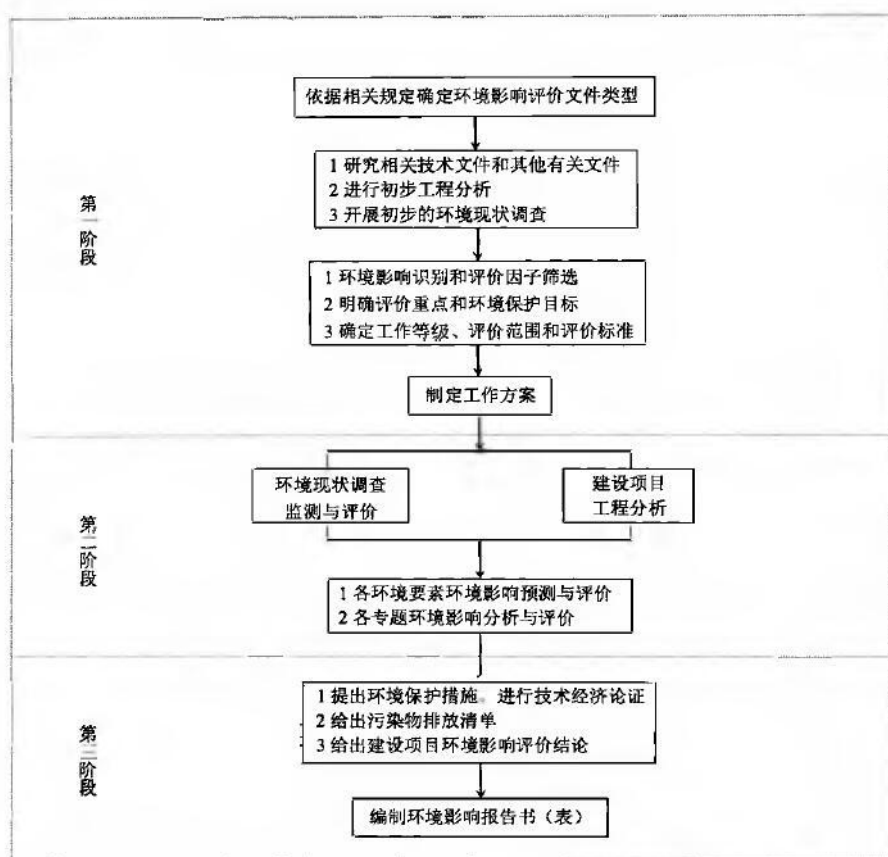 依据相关规定确定环境影响评价文件类型
第一阶段
1 研究相关技术文件和其他有关文件
2 进行初步工程分析
3 开展初步的环境现状调查
1 环境影响识别和评价因子筛选
2 明确评价重点和环境保护目标
3 确定工作等级、评价范围和评价标准
制定工作方案
第二阶段
环境现状调查
监测与评价
建设项目
工程分析
1 各环境要素环境影响预测与评价
2 各专题环境影响分析与评价
第三阶段
1 提出环境保护措施，进行技术经济论证
2 给出污染物排放清单
3 给出建设项目环境影响评价结论
编制环境影响报告书（表）